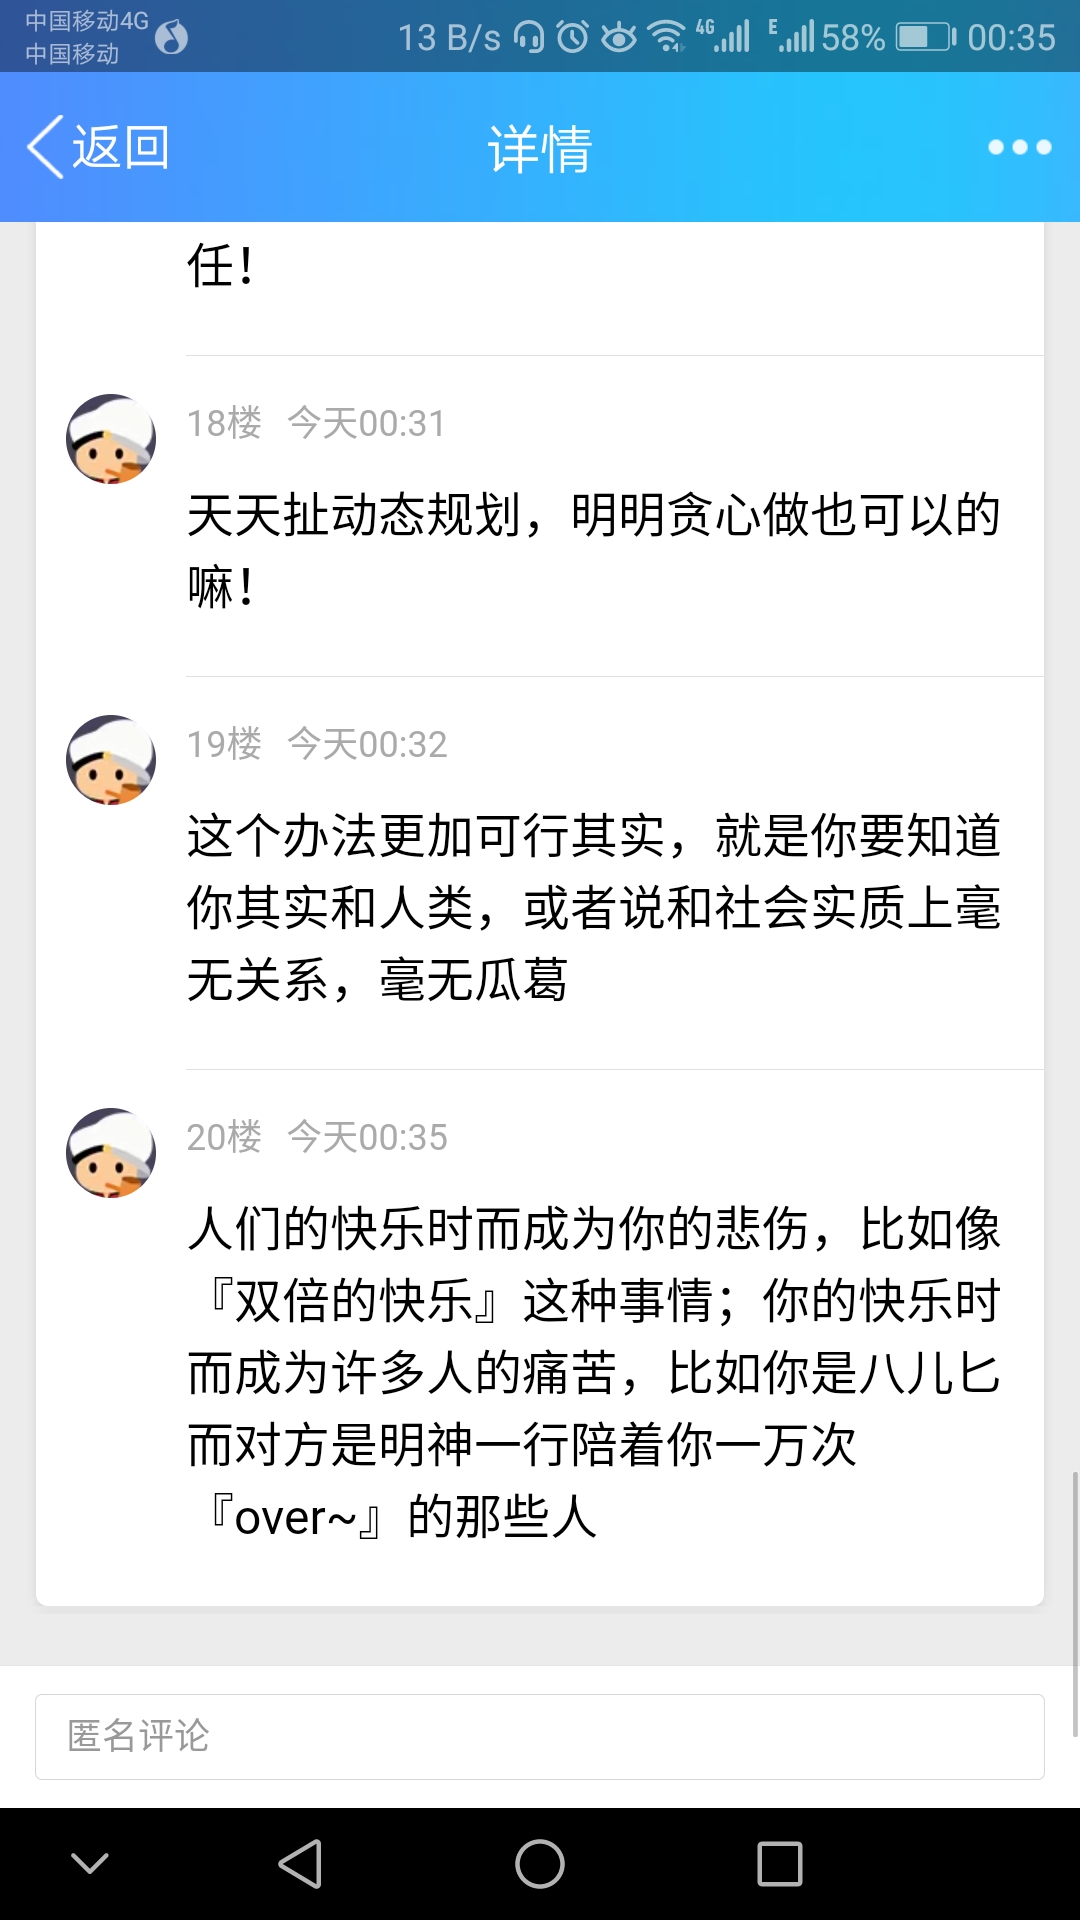 中国移动4G
中国移动
13 B/s 4G E 58% 00:35
返回 详情
任！
18楼 今天00:31
天天扯动态规划，明明贪心做也可以的
嘛！
19楼 今天00:32
这个办法更加可行其实，就是你要知道
你其实和人类，或者说和社会实质上毫
无关系，毫无瓜葛
20楼 今天00:35
人们的快乐时而成为你的悲伤，比如像
『双倍的快乐』这种事情；你的快乐时
而成为许多人的痛苦，比如你是八儿匕
而对方是明神一行陪着你一万次
『over~』的那些人
匿名评论